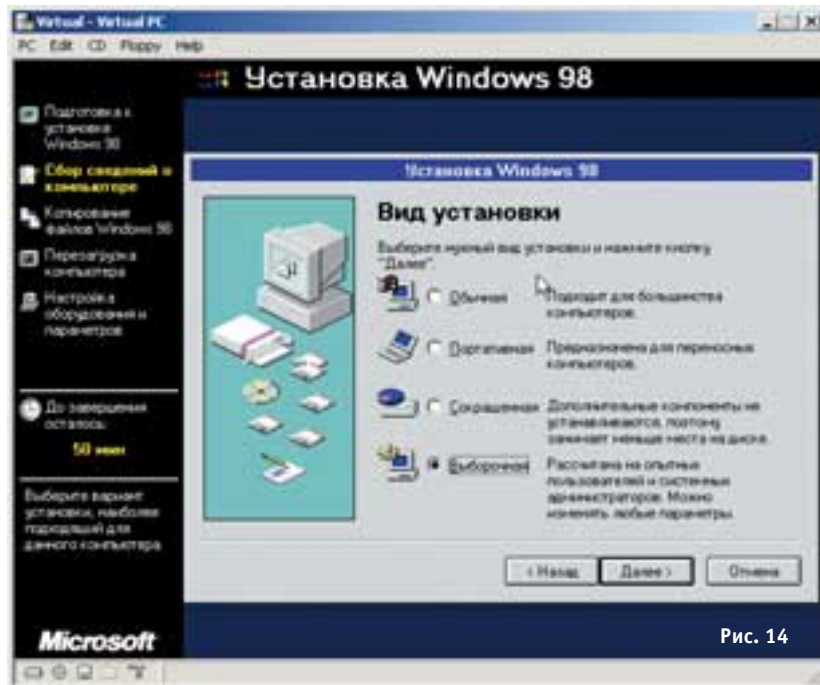 Virtual - Virtual PC
PC Edit CD Floppy Help
Установка Windows 98
Подготовка к
установке
Windows 98
Сбор сведений о
компьютере
Копирование
файлов Windows 98
Перезагрузка
компьютера
Настройка
оборудования и
параметров
До завершения
осталось:
50 мин
Выберите вариант
установки, наиболее
подходящий для
данного компьютера
Microsoft
Установка Windows 98
Вид установки
Выберите нужный вид установки и нажмите кнопку
"Далее".
Обычная
Подходит для большинства
компьютеров.
Портативная
Предназначена для переносных
компьютеров.
Сокращенная
Дополнительные компоненты не
устанавливаются, поэтому
занимает меньше места на диске.
Выборочная
Рассчитана на опытных
пользователей и системных
администраторов. Можно
изменять любые параметры.
< Назад
Далее >
Отмена
Рис. 14